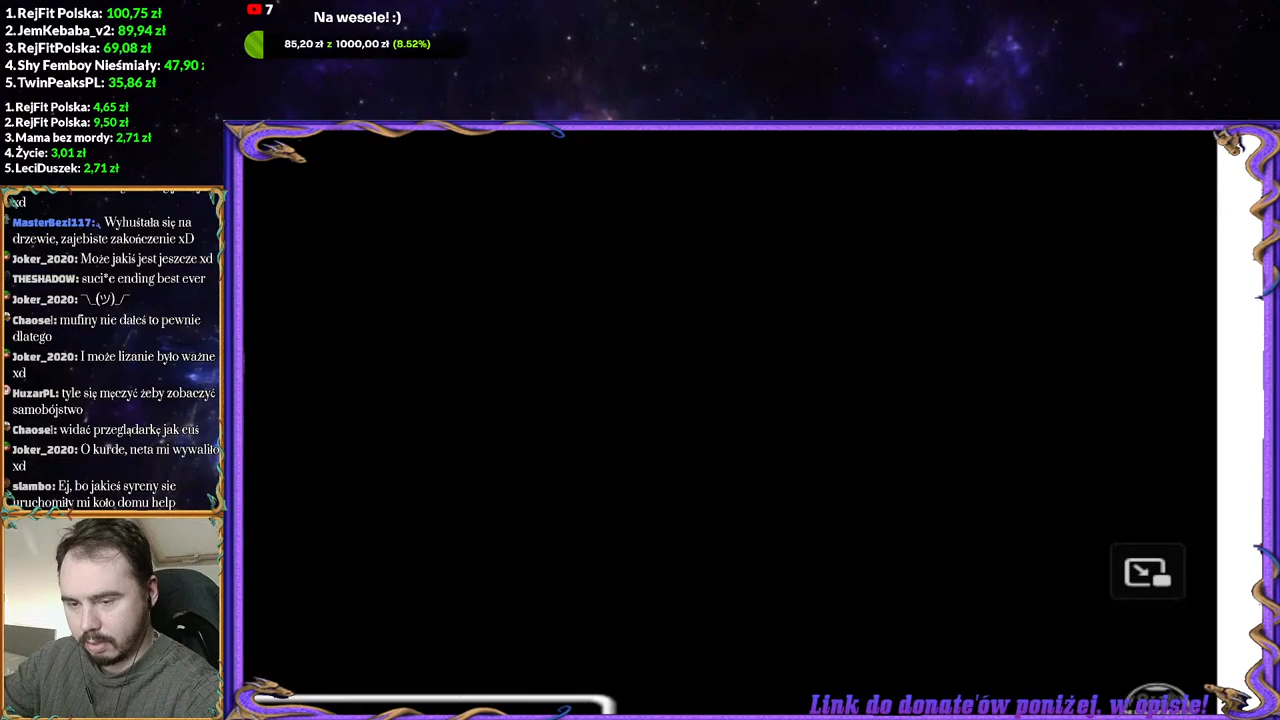 1.RejFit Polska: 100,75 zł
2.JemKebaba_v2: 89,94 zł
3.RejFitPolska: 69,08 zł
4.Shy Femboy Nieśmiały: 47,90
5.TwinPeaksPL: 35,86 zł
1.RejFit Polska: 4,65 zł
2.RejFit Polska: 9,50 zł
3.Mama bez mordy: 2,71 zł
4.Życie: 3,01 zł
5.LeciDuszek: 2,71 zł
7
Na wesele! :)
85,20 zł z 1000,00 zł (8.52%)
xd
MasterBezi117: Wyhuśtała się na
drzewie, zajebiste zakończenie xD
Joker_2020: Może jakiś jest jeszcze xd
THESHADOW: suci*e ending best ever
Joker_2020: ¯\_(ツ)_/¯
Chaose!: mufiny nie dałeś to pewnie
dlatego
Joker_2020: I może lizanie było ważne
xd
HuzarPL: tyle się męczyć żeby zobaczyć
samobójstwo
Chaose!: widać przeglądarkę jak cuś
Joker_2020: O kurde, neta mi wywaliło
xd
slambo: Ej, bo jakieś syreny sie
uruchomiły mi koło domu help
Link do donate'ów poniżej, w opisie!